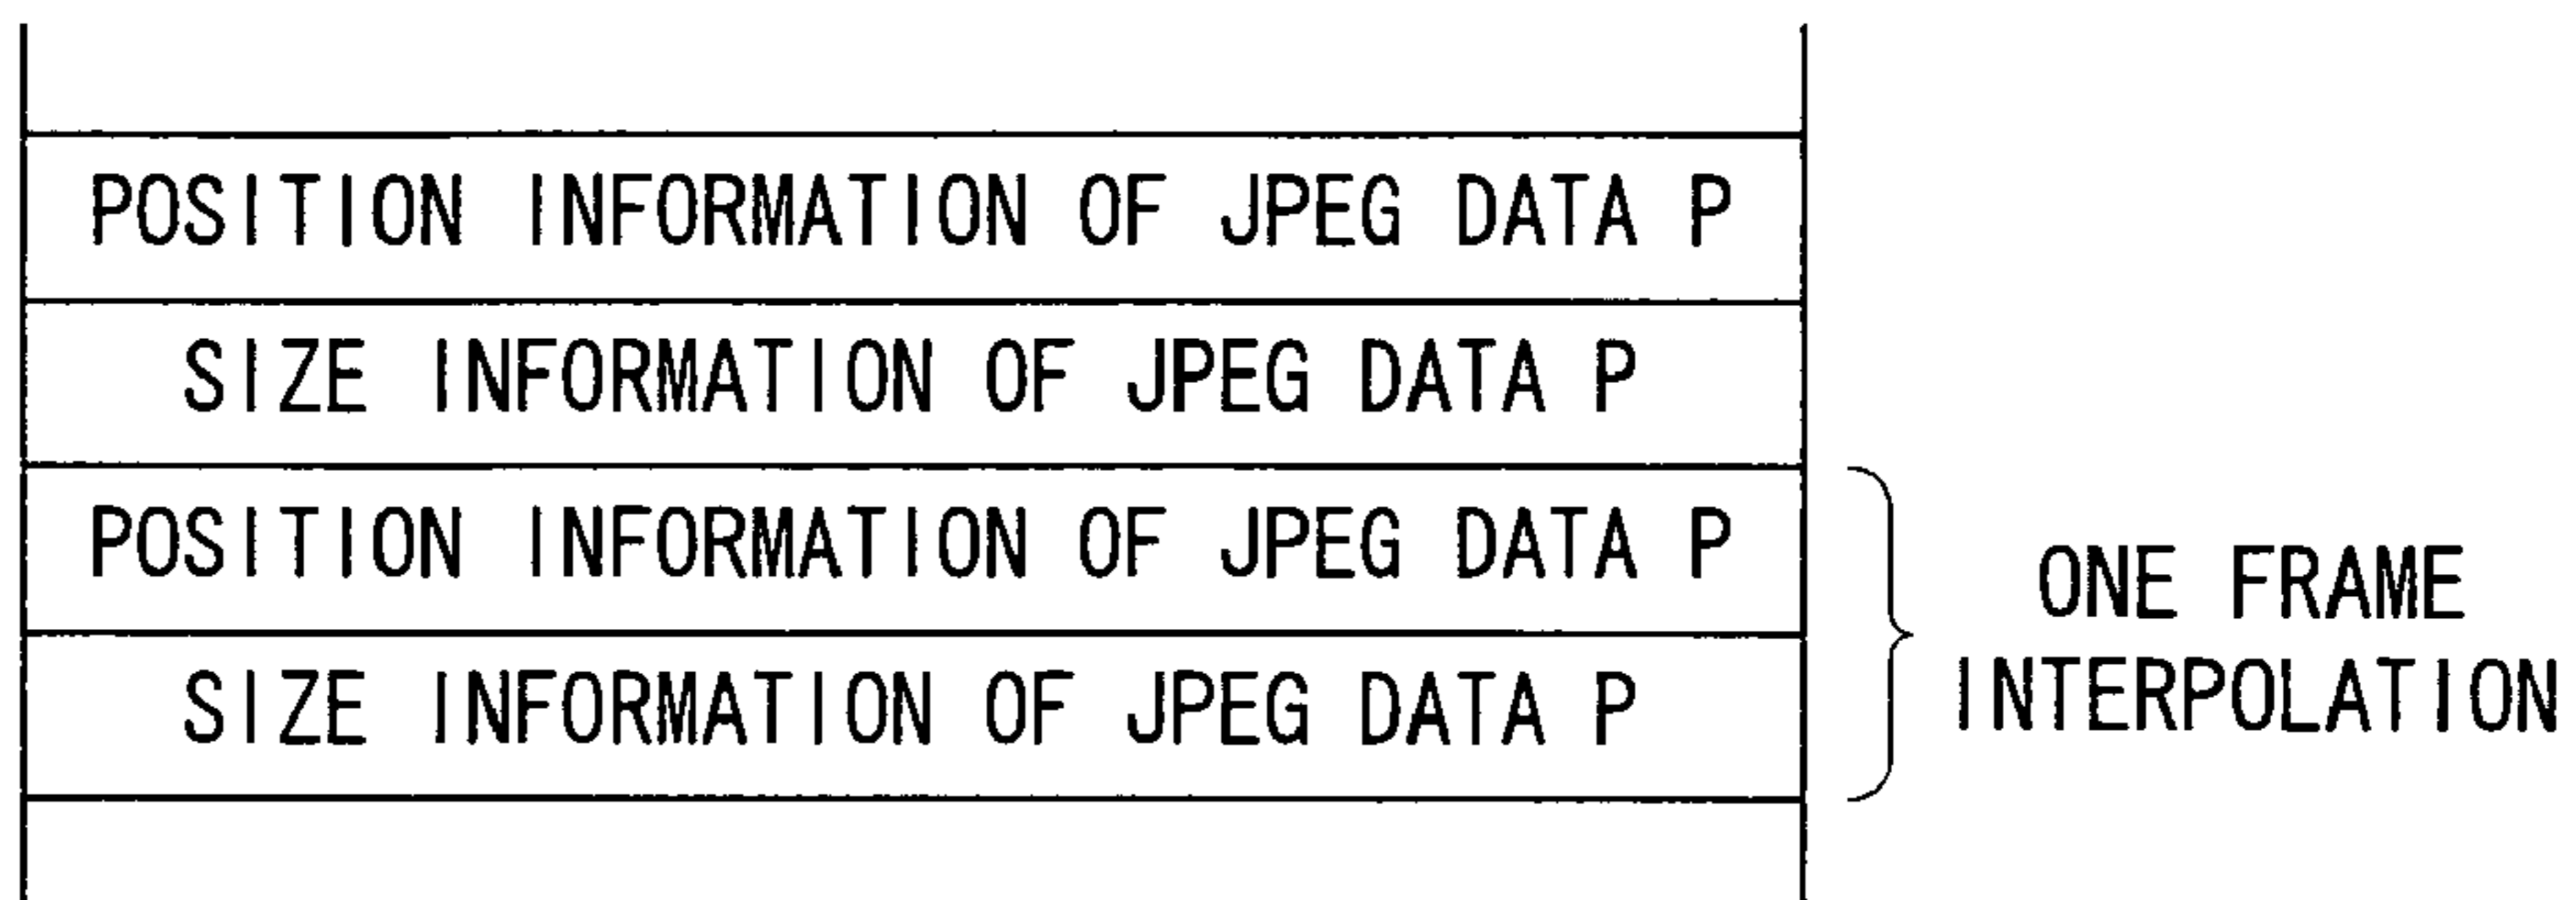 POSITION INFORMATION OF JPEG DATA P
SIZE INFORMATION OF JPEG DATA P
POSITION INFORMATION OF JPEG DATA P
SIZE INFORMATION OF JPEG DATA P
ONE FRAME
INTERPOLATION